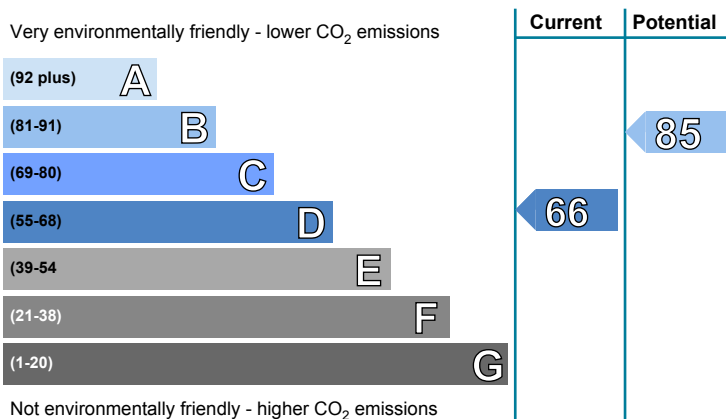 Current Potential
Very environmentally friendly - lower CO2 emissions
(92 plus) A
(81-91) B
85
(69-80) C
(55-68) D
66
(39-54 E
(21-38) F
(1-20) G
Not environmentally friendly - higher CO2 emissions